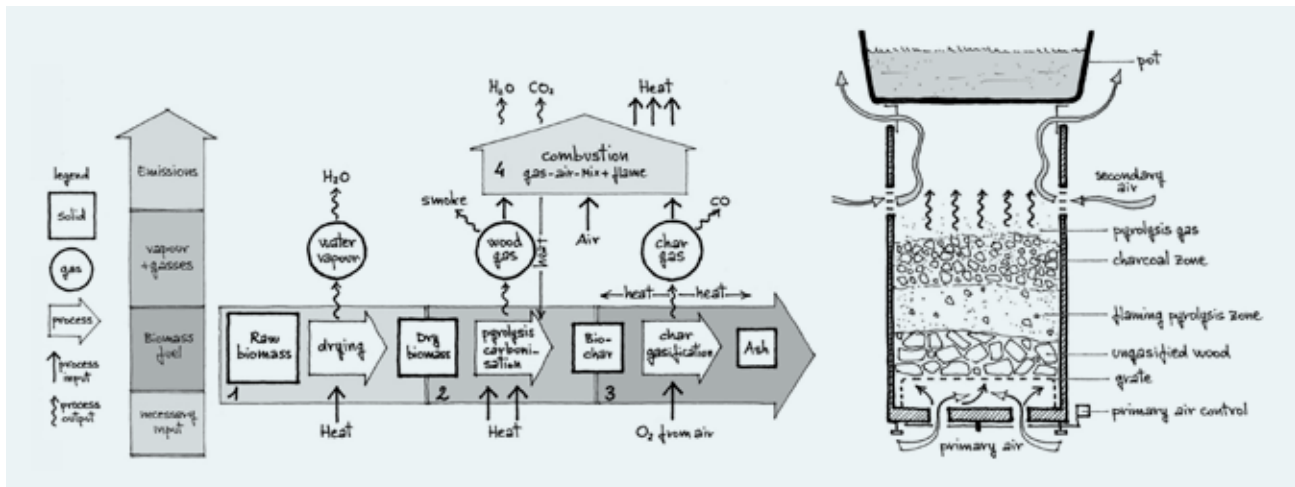 legend
solid
gas
process
process
input
process
output
Emissions
vapour
+gasses
Biomass
fuel
necessary
input
H₂O
water
vapour
Raw
biomass
drying
1
Heat
Dry
biomass
2
H₂O
CO₂
Heat
4
combustion
gas-air-Mix+flame
smoke
wood
gas
heat
Air
pyrolysis
carboni-
sation
Heat
CO
char
gas
heat
heat
Bio-
char
3
char
gasification
O₂ from air
Ash
pot
secondary
air
pyrolysis gas
charcoal zone
flaming pyrolysis zone
ungasified wood
grate
primary air control
primary air